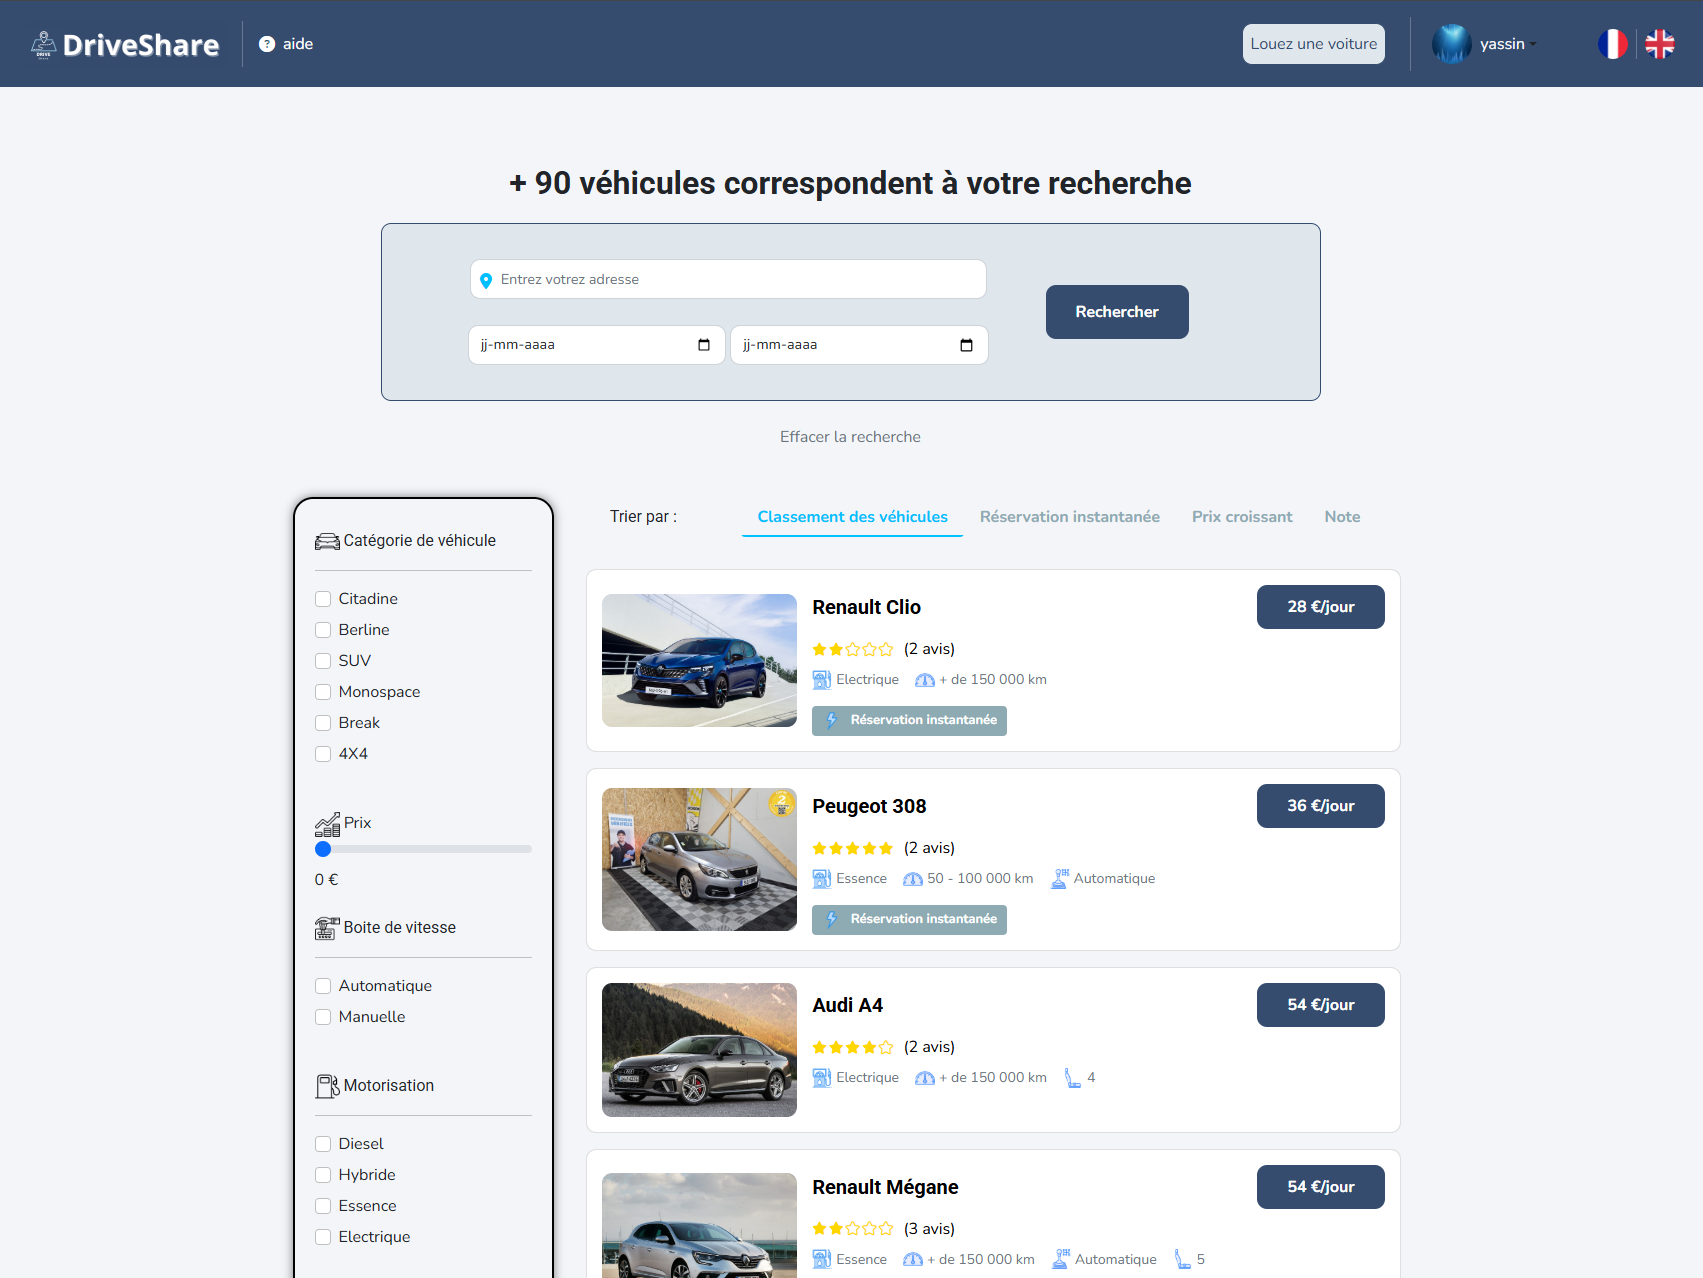 DriveShare
aide
Louez une voiture
yassin
+ 90 véhicules correspondent à votre recherche
Entrez votrez adresse
Rechercher
jj-mm-aaaa
jj-mm-aaaa
Effacer la recherche
Catégorie de véhicule
Citadine
Berline
SUV
Monospace
Break
4X4
Prix
0 €
Boite de vitesse
Automatique
Manuelle
Motorisation
Diesel
Hybride
Essence
Electrique
Trier par :
Classement des véhicules
Réservation instantanée
Prix croissant
Note
Renault Clio
28 €/jour
(2 avis)
Electrique
+ de 150 000 km
Réservation instantanée
Peugeot 308
36 €/jour
(2 avis)
Essence
50 - 100 000 km
Automatique
Réservation instantanée
Audi A4
54 €/jour
(2 avis)
Electrique
+ de 150 000 km
4
Renault Mégane
54 €/jour
(3 avis)
Essence
+ de 150 000 km
Automatique
5